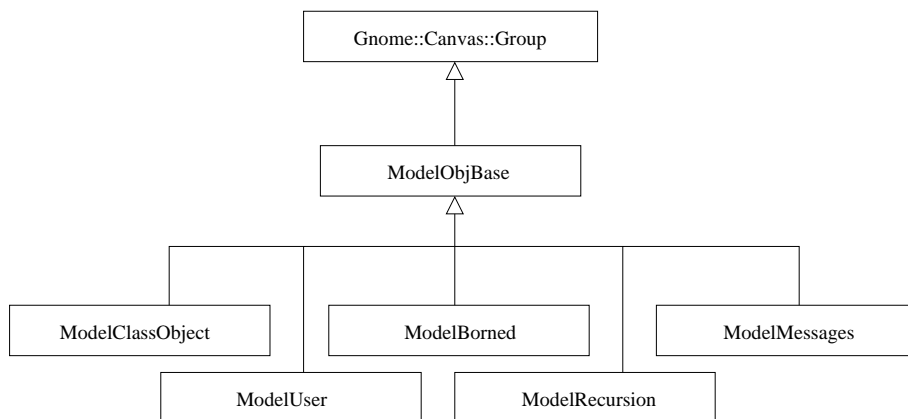 Gnome::Canvas::Group
ModelObjBase
ModelClassObject
ModelBorned
ModelMessages
ModelUser
ModelRecursion